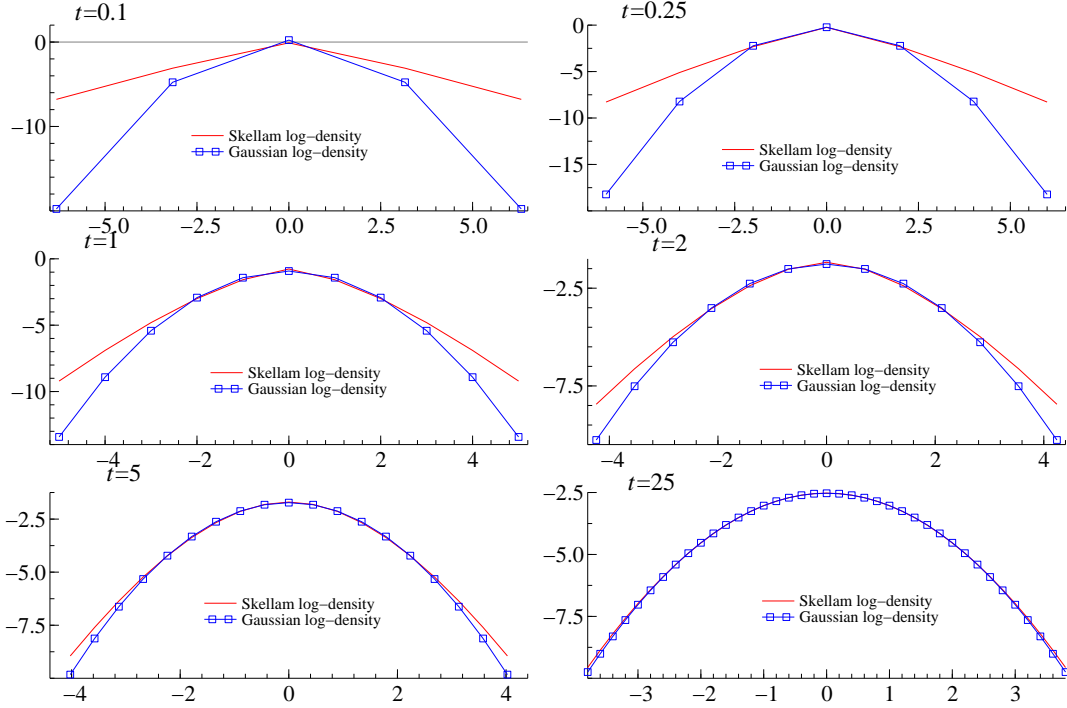 t=0.1
0
−10
Skellam log−density
Gaussian log−density
−5.0 −2.5 0.0 2.5 5.0
t=0.25
0
−5
−10
−15
Skellam log−density
Gaussian log−density
−5.0 −2.5 0.0 2.5 5.0
t=1
0
−5
−10
Skellam log−density
Gaussian log−density
−4 −2 0 2 4
t=2
−2.5
−7.5
Skellam log−density
Gaussian log−density
−4 −2 0 2 4
t=5
−2.5
−5.0
−7.5
Skellam log−density
Gaussian log−density
−4 −3 −2 −1 0 1 2 3 4
t=25
−2.5
−5.0
−7.5
Skellam log−density
Gaussian log−density
−3 −2 −1 0 1 2 3